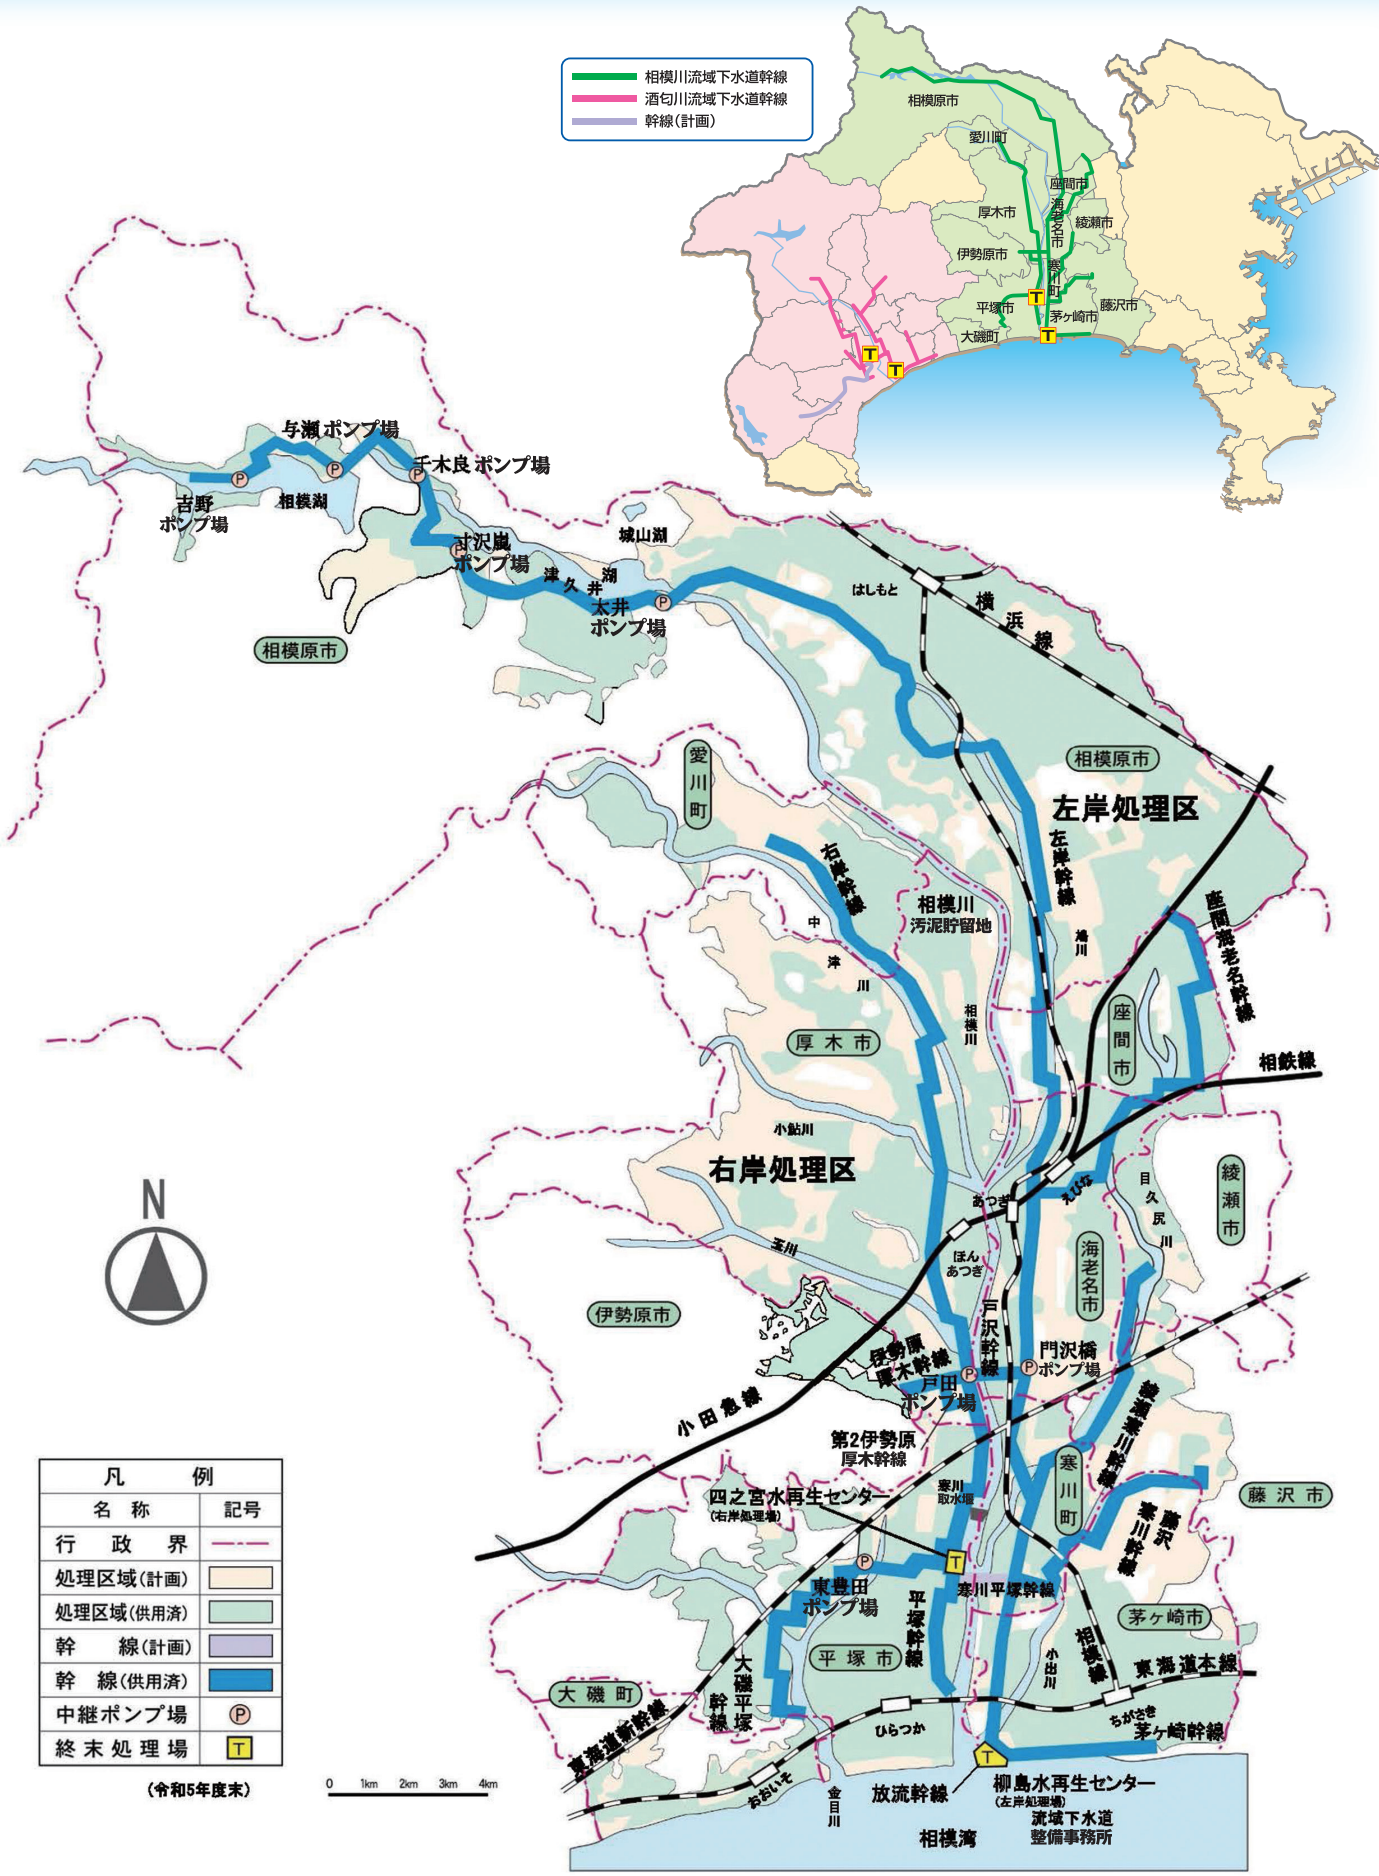 相模川流域下水道幹線
酒匂川流域下水道幹線
幹線(計画)
相模原市
愛川町
座間市
海老名市
厚木市
綾瀬市
伊勢原市
寒川町
平塚市
藤沢市
茅ヶ崎市
大磯町
T
T
T
T
与瀬ポンプ場
千木良ポンプ場
P
P
P
吉野
ポンプ場
相模湖
寸沢嵐
ポンプ場
P
城山湖
津久井湖
太井
ポンプ場
P
はしもと
横浜線
相模原市
愛川町
相模原市
左岸処理区
右岸幹線
左岸幹線
相模川
汚泥貯留地
座間海老名幹線
中津川
鳩川
相模川
厚木市
座間市
相鉄線
小鮎川
右岸処理区
目久尻川
綾瀬市
あつぎ
えびな
玉川
ほん
あつぎ
海老名市
N
伊勢原市
戸沢幹線
門沢橋
ポンプ場
P
伊勢原
厚木幹線
P
戸田
ポンプ場
小田急線
綾瀬寒川幹線
第2伊勢原
厚木幹線
寒川
取水堰
寒川町
四之宮水再生センター
(右岸処理場)
藤沢市
藤沢
寒川幹線
T
P
東豊田
ポンプ場
寒川平塚幹線
平塚幹線
茅ヶ崎市
平塚市
小出川
相模線
東海道本線
大磯町
大磯平塚
幹線
東海道新幹線
ひらつか
ちがさき
茅ヶ崎幹線
おおいそ
金目川
T
放流幹線
柳島水再生センター
(左岸処理場)
流域下水道
整備事務所
相模湾
凡例
名称 記号
行政界
処理区域(計画)
処理区域(供用済)
幹線(計画)
幹線(供用済)
中継ポンプ場 P
終末処理場 T
(令和5年度末)
0 1km 2km 3km 4km